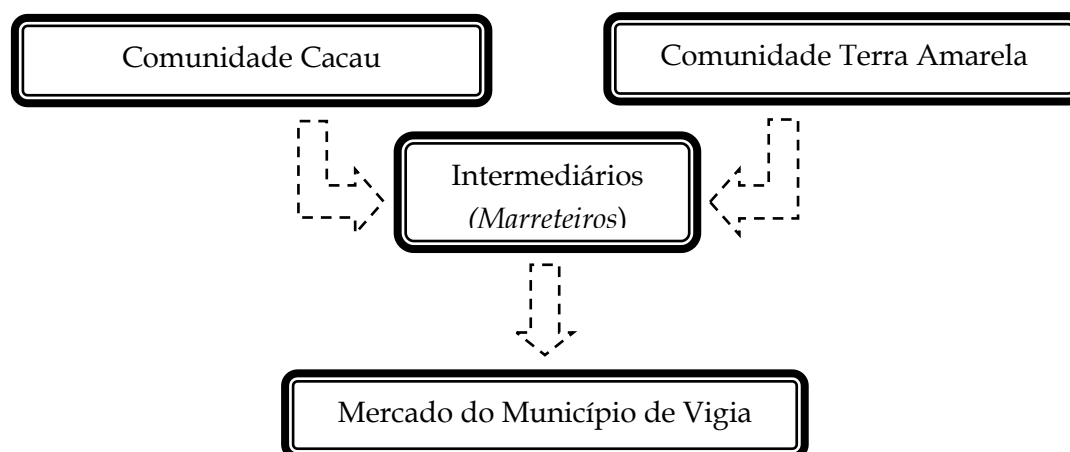 Comunidade Cacau
Comunidade Terra Amarela
Intermediários
(Marreteiros)
Mercado do Município de Vigia